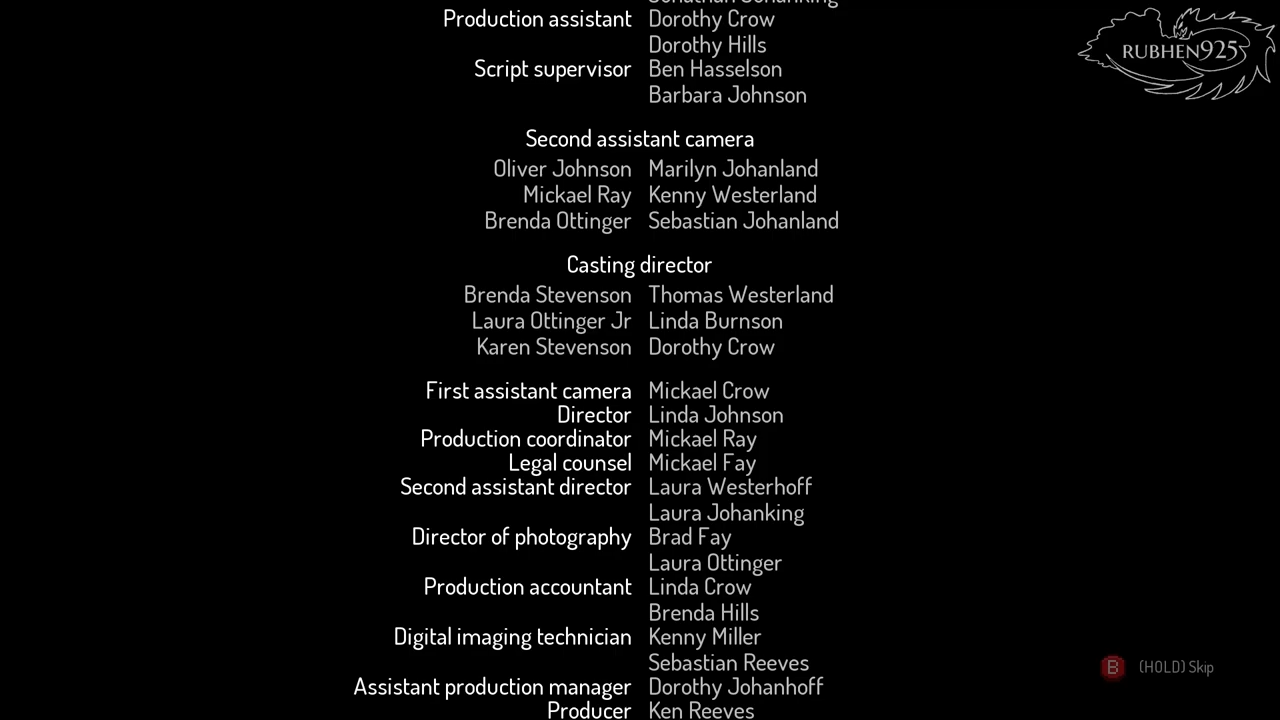 Jonathan Johanking
Production assistant Dorothy Crow
Dorothy Hills
Script supervisor Ben Hasselson
Barbara Johnson
Second assistant camera
Oliver Johnson Marilyn Johanland
Mickael Ray Kenny Westerland
Brenda Ottinger Sebastian Johanland
Casting director
Brenda Stevenson Thomas Westerland
Laura Ottinger Jr Linda Burnson
Karen Stevenson Dorothy Crow
First assistant camera Mickael Crow
Director Linda Johnson
Production coordinator Mickael Ray
Legal counsel Mickael Fay
Second assistant director Laura Westerhoff
Laura Johanking
Director of photography Brad Fay
Laura Ottinger
Production accountant Linda Crow
Brenda Hills
Digital imaging technician Kenny Miller
Sebastian Reeves
Assistant production manager Dorothy Johanhoff
Producer Ken Reeves
RUBHEN925
B (HOLD) Skip